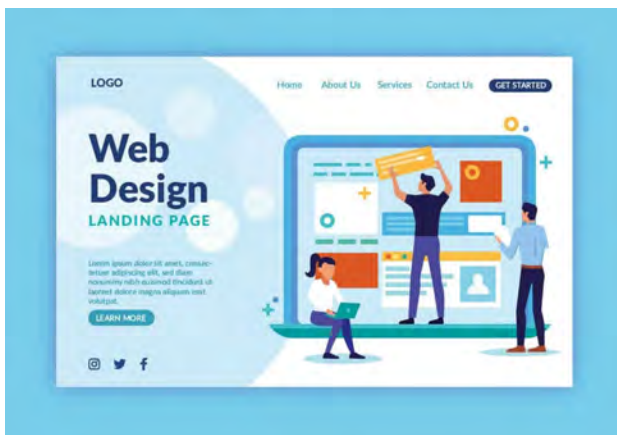 LOGO
Home About Us Services Contact Us GET STARTED
Web
Design
LANDING PAGE
Lorem ipsum dolor sit amet, consec-
tetuer adipiscing elit, sed diam
nonummy nibh euismod tincidunt ut
laoreet dolore magna aliquam erat
volutpat.
LEARN MORE